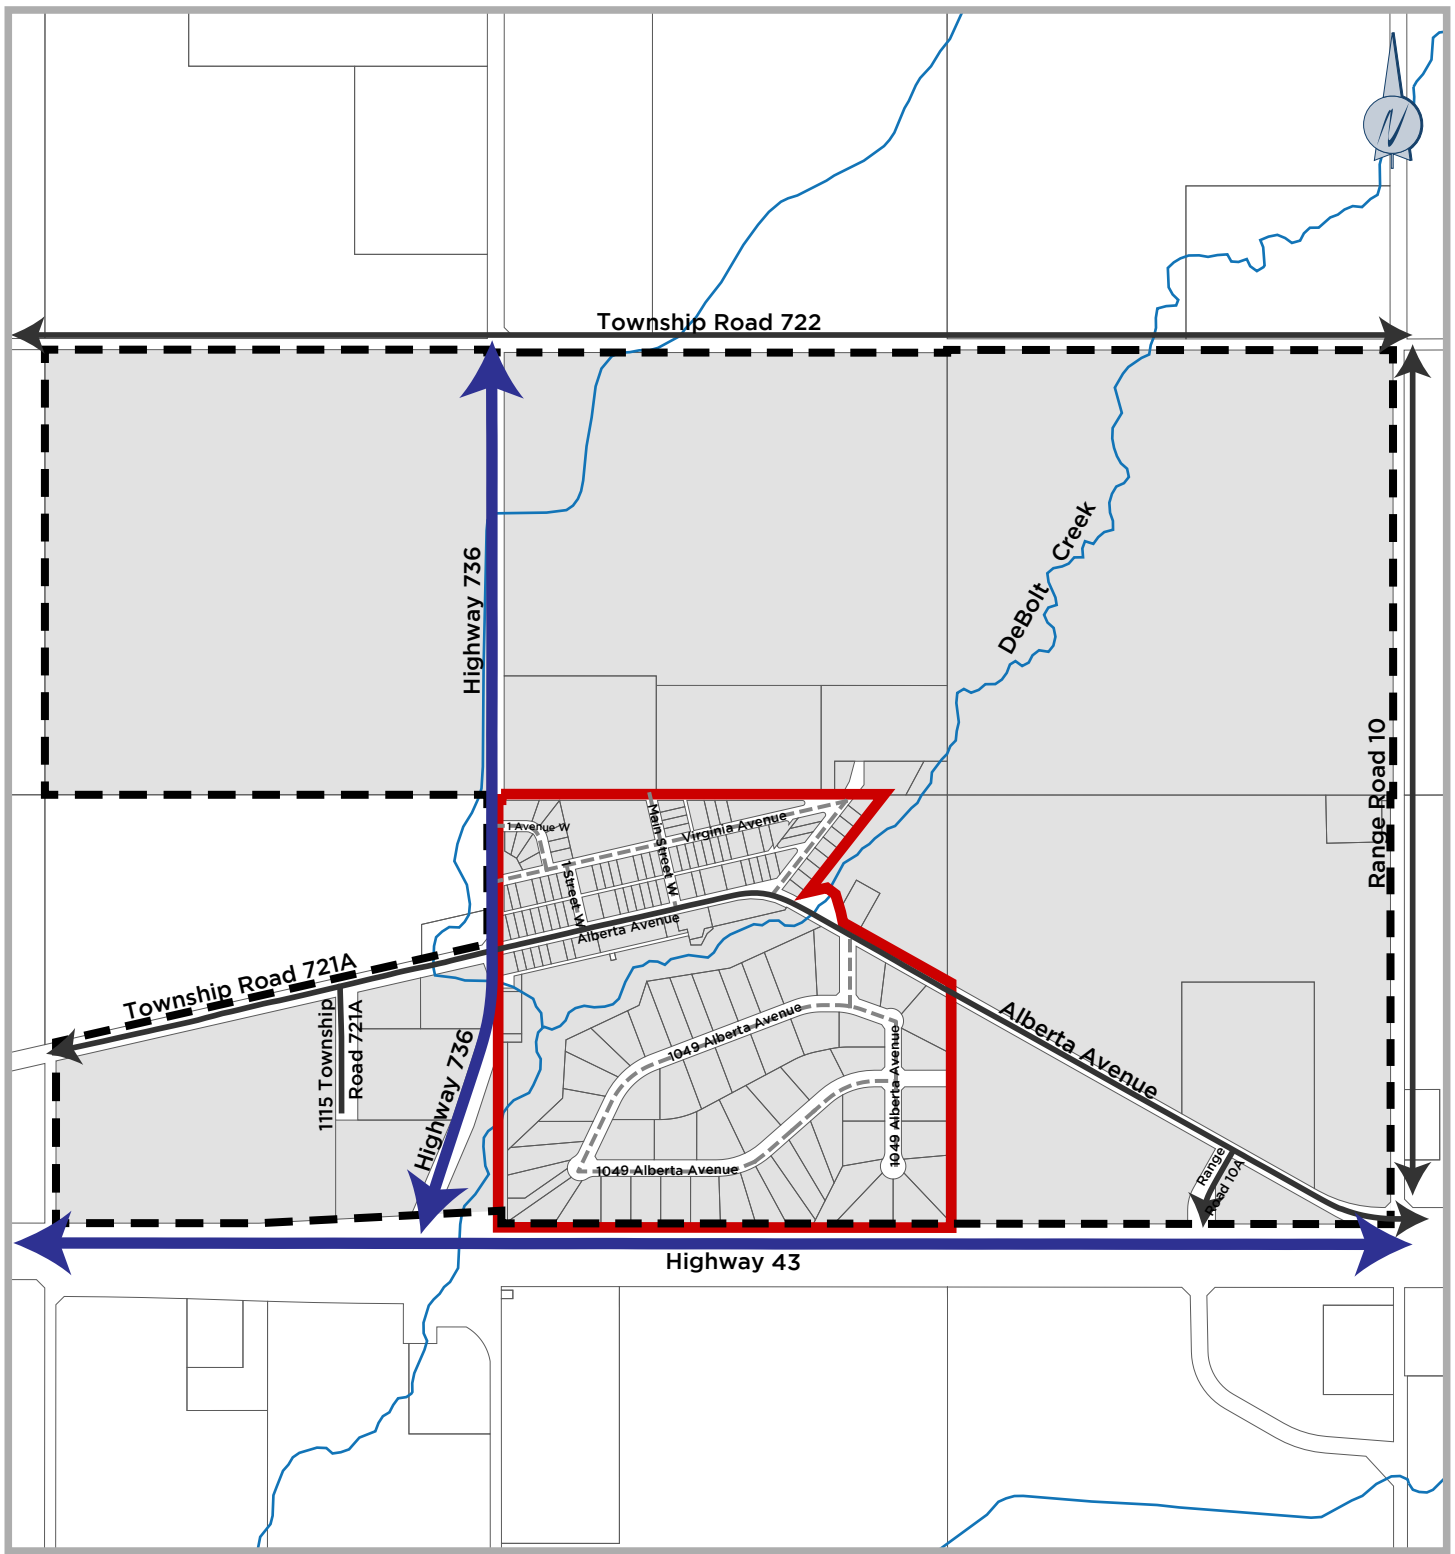 Township Road 722
Highway 736
DeBolt Creek
Range Road 10
1 Avenue W
Main Street W
Virginia Avenue
1 Street W
Alberta Avenue
Township Road 721A
1115 Township
Road 721A
Highway 736
1049 Alberta Avenue
1049 Alberta Avenue
1049 Alberta Avenue
Alberta Avenue
Range
Road 10A
Highway 43